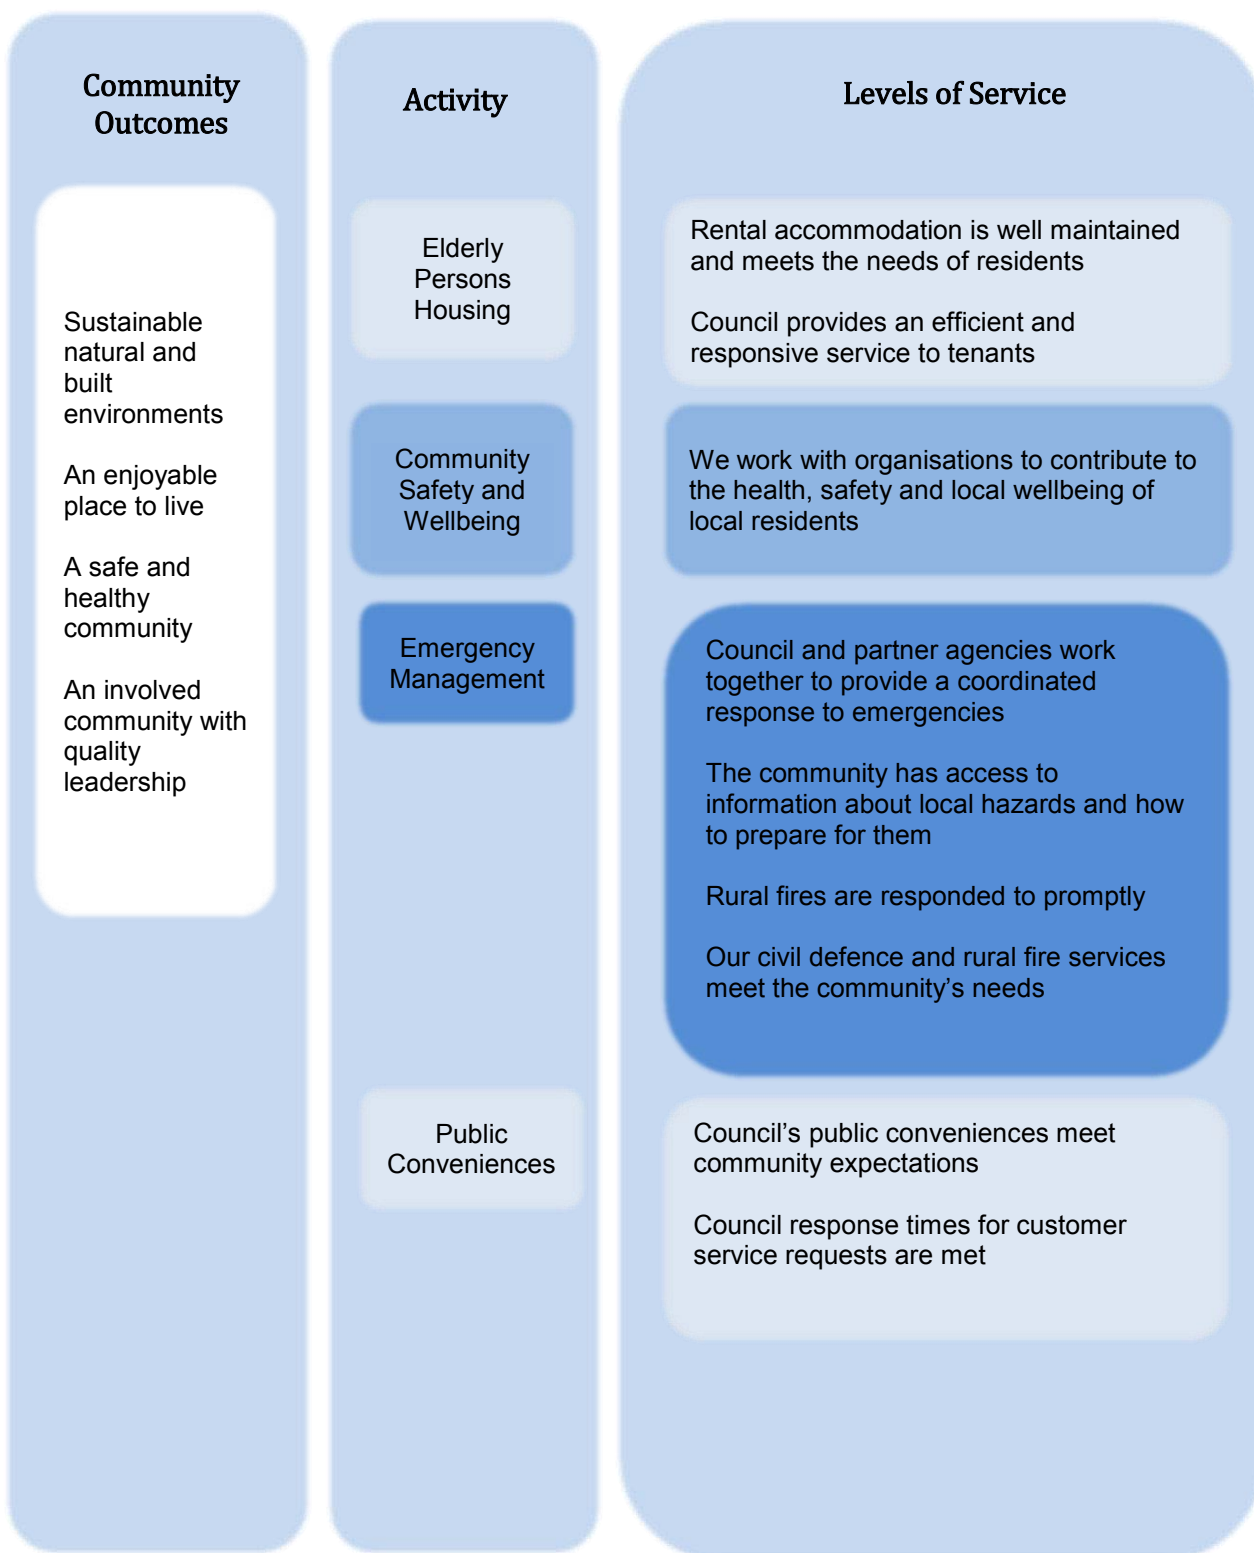 Community
Outcomes
Sustainable
natural and
built
environments
An enjoyable
place to live
A safe and
healthy
community
An involved
community with
quality
leadership
Activity
Elderly
Persons
Housing
Community
Safety and
Wellbeing
Emergency
Management
Public
Conveniences
Levels of Service
Rental accommodation is well maintained
and meets the needs of residents
Council provides an efficient and
responsive service to tenants
We work with organisations to contribute to
the health, safety and local wellbeing of
local residents
Council and partner agencies work
together to provide a coordinated
response to emergencies
The community has access to
information about local hazards and how
to prepare for them
Rural fires are responded to promptly
Our civil defence and rural fire services
meet the community’s needs
Council’s public conveniences meet
community expectations
Council response times for customer
service requests are met